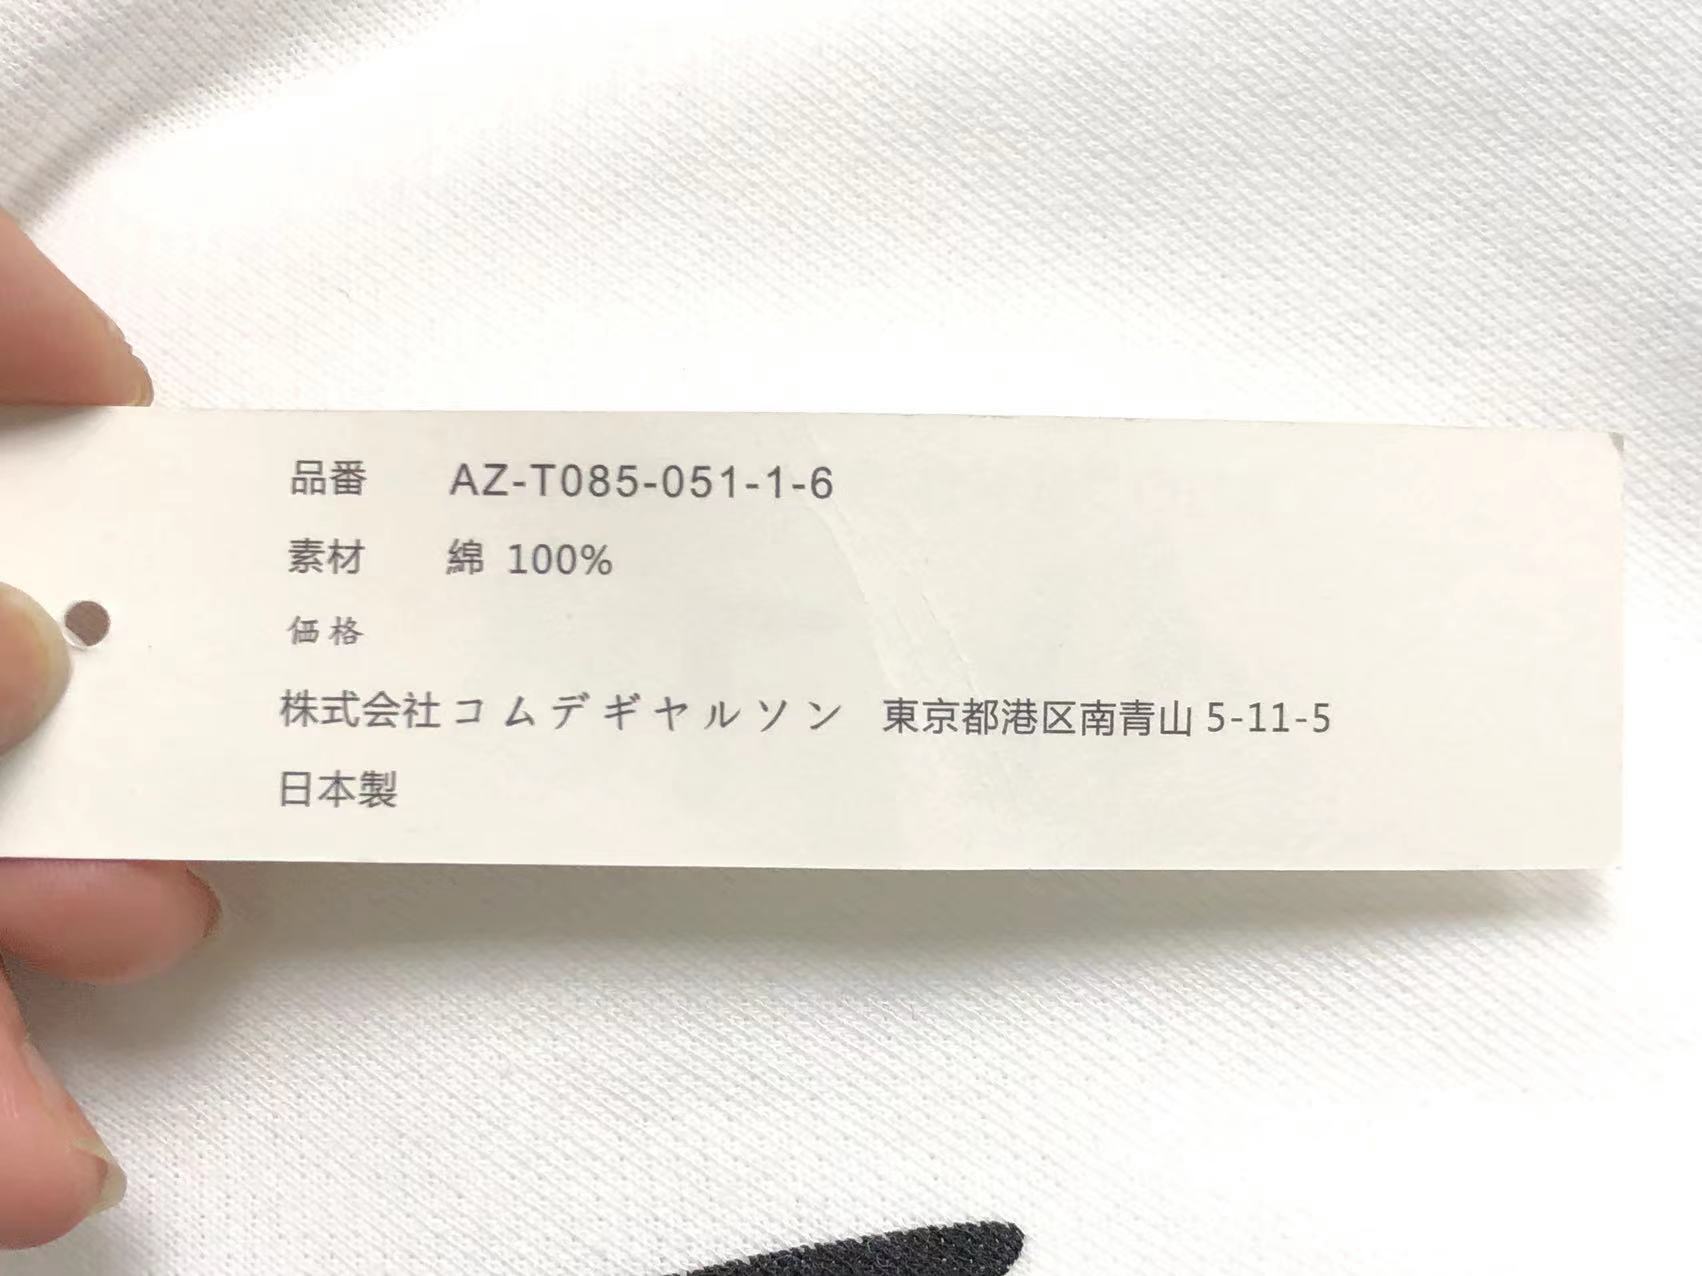 品番 AZ-T085-051-1-6
素材 綿 100%
価格
株式会社コムデギヤルソン 東京都港区南青山 5-11-5
日本製